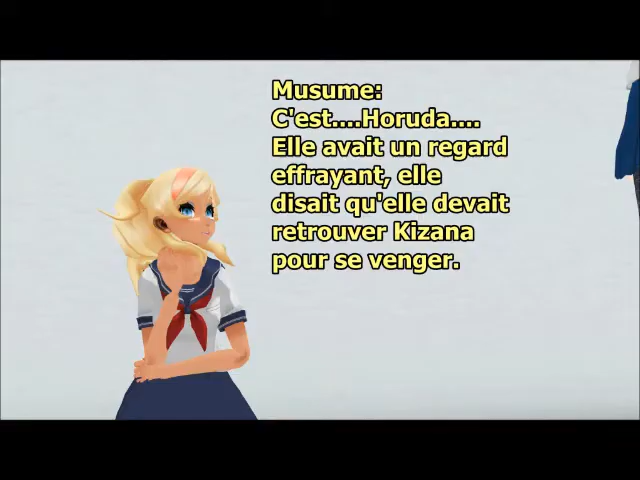 Musume:
C'est....Horuda....
Elle avait un regard
effrayant, elle
disait qu'elle devait
retrouver Kizana
pour se venger.